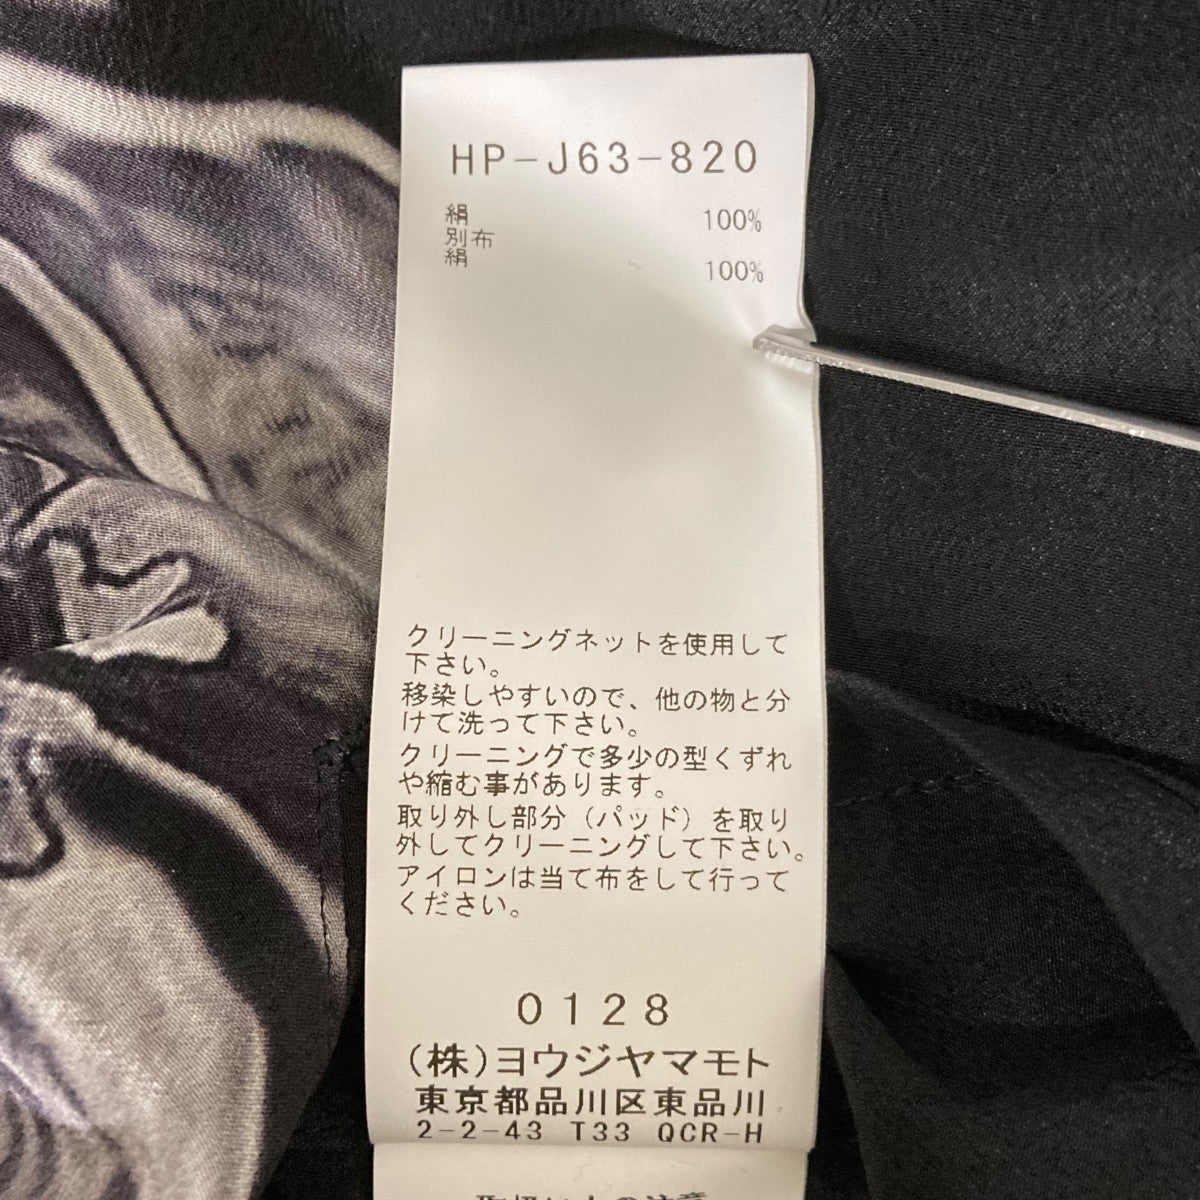 HP-J63-820
絹 100%
別布
絹 100%
クリーニングネットを使用して
下さい。
移染しやすいので、他の物と分
けて洗って下さい。
クリーニングで多少の型くずれ
や縮む事があります。
取り外し部分(パッド)を取り
外してクリーニングして下さい。
アイロンは当て布をして行って
ください。
0128
(株)ヨウジヤマモト
東京都品川区東品川
2-2-43 T33 QCR-H